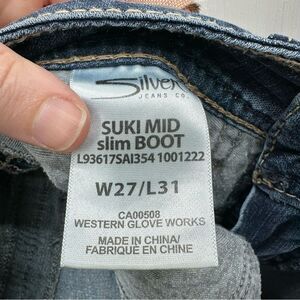 Silver
JEANS CO.
SUKI MID
slim BOOT
L93617SAI354 1001222
W27/L31
CA00508
WESTERN GLOVE WORKS
MADE IN CHINA/
FABRIQUÉ EN CHINE